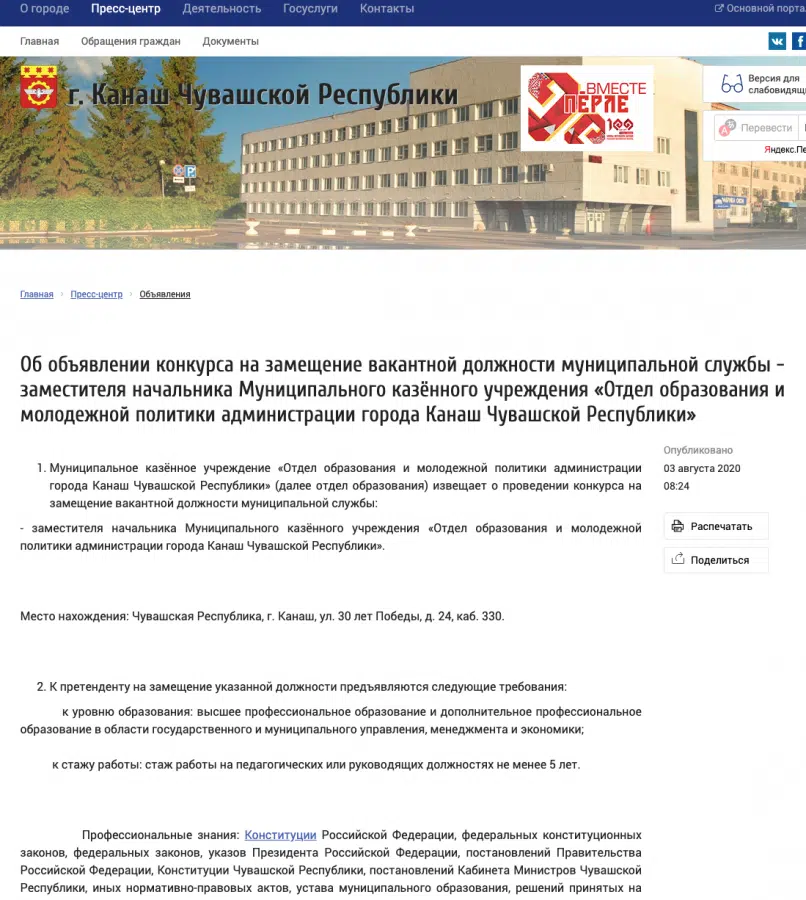 О городе Пресс-центр Деятельность Госуслуги Контакты Основной порта
Главная Обращения граждан Документы
г. Канаш Чувашской Республики
ВМЕСТЕ
ПЕРЛЕ
100
Версия для
слабовидящ
Перевести
Яндекс.Пе
Главная Пресс-центр Объявления
Об объявлении конкурса на замещение вакантной должности муниципальной службы -
заместителя начальника Муниципального казённого учреждения «Отдел образования и
молодежной политики администрации города Канаш Чувашской Республики»
Опубликовано
03 августа 2020
08:24
Распечатать
Поделиться
1. Муниципальное казённое учреждение «Отдел образования и молодежной политики администрации
города Канаш Чувашской Республики» (далее отдел образования) извещает о проведении конкурса на
замещение вакантной должности муниципальной службы:
- заместителя начальника Муниципального казённого учреждения «Отдел образования и молодежной
политики администрации города Канаш Чувашской Республики».
Место нахождения: Чувашская Республика, г. Канаш, ул. 30 лет Победы, д. 24, каб. 330.
2. К претенденту на замещение указанной должности предъявляются следующие требования:
к уровню образования: высшее профессиональное образование и дополнительное профессиональное
образование в области государственного и муниципального управления, менеджмента и экономики;
к стажу работы: стаж работы на педагогических или руководящих должностях не менее 5 лет.
Профессиональные знания: Конституции Российской Федерации, федеральных конституционных
законов, федеральных законов, указов Президента Российской Федерации, постановлений Правительства
Российской Федерации, Конституции Чувашской Республики, постановлений Кабинета Министров Чувашской
Республики, иных нормативно-правовых актов, устава муниципального образования, решений принятых на